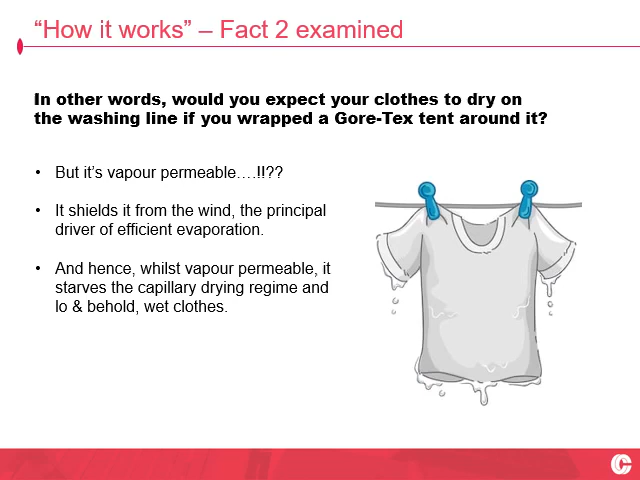 “How it works” – Fact 2 examined
In other words, would you expect your clothes to dry on
the washing line if you wrapped a Gore-Tex tent around it?
• But it’s vapour permeable….!!??
• It shields it from the wind, the principal
driver of efficient evaporation.
• And hence, whilst vapour permeable, it
starves the capillary drying regime and
lo & behold, wet clothes.